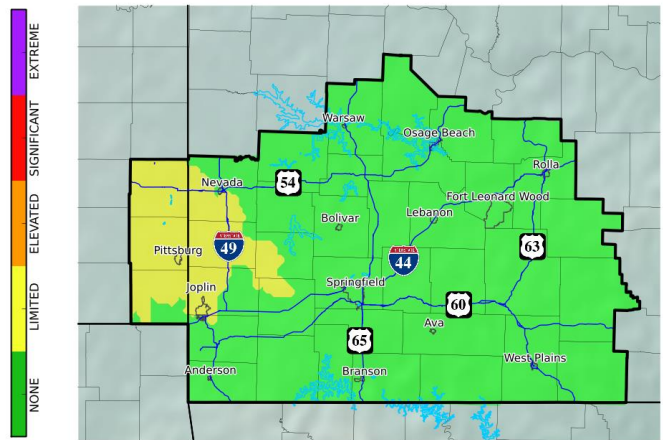 EXTREME
SIGNIFICANT
ELEVATED
LIMITED
NONE
Warsaw
Osage Beach
Rolla
Nevada
54
Fort Leonard Wood
Bolivar
Lebanon
Pittsburg
49
44
63
Joplin
Springfield
60
65
Ava
West Plains
Anderson
Branson